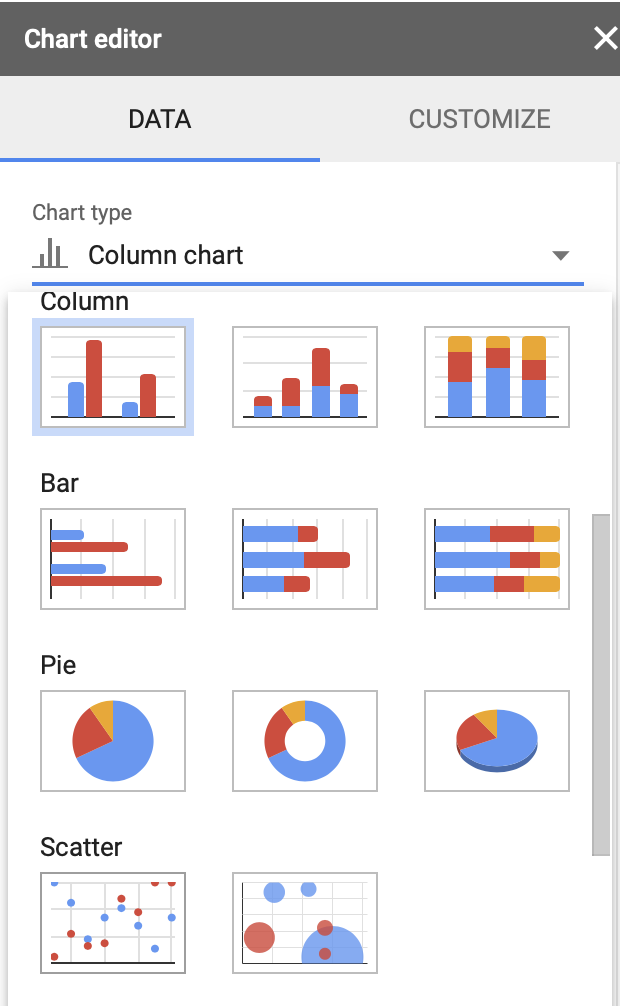 Chart editor
DATA
CUSTOMIZE
Chart type
Column chart
Column
Bar
Pie
Scatter